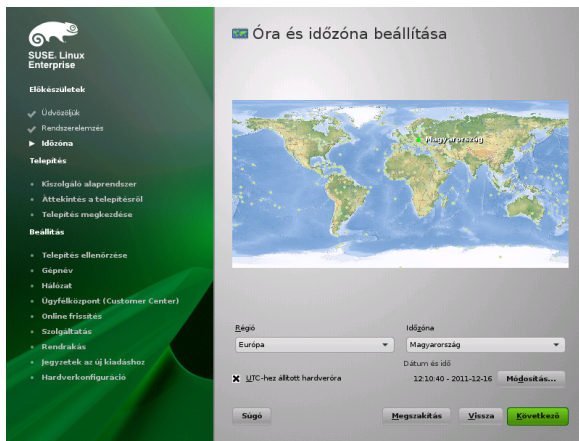 SUSE. Linux
Enterprise
Előkészületek
Üdvözöljük
Rendszerelemzés
Időzóna
Telepítés
Kiszolgáló alaprendszer
Áttekintés a telepítésről
Telepítés megkezdése
Beállítás
Telepítés ellenőrzése
Gépnév
Hálózat
Ügyfélközpont (Customer Center)
Online frissítés
Szolgáltatás
Rendrakás
Jegyzetek az új kiadáshoz
Hardverkonfiguráció
Óra és időzóna beállítása
Magyarország
Régió
Európa
Időzóna
Magyarország
UTC-hez állított hardveróra
Dátum és idő
12:10:40 - 2011-12-16
Módosítás...
Súgó
Megszakítás
Vissza
Következő